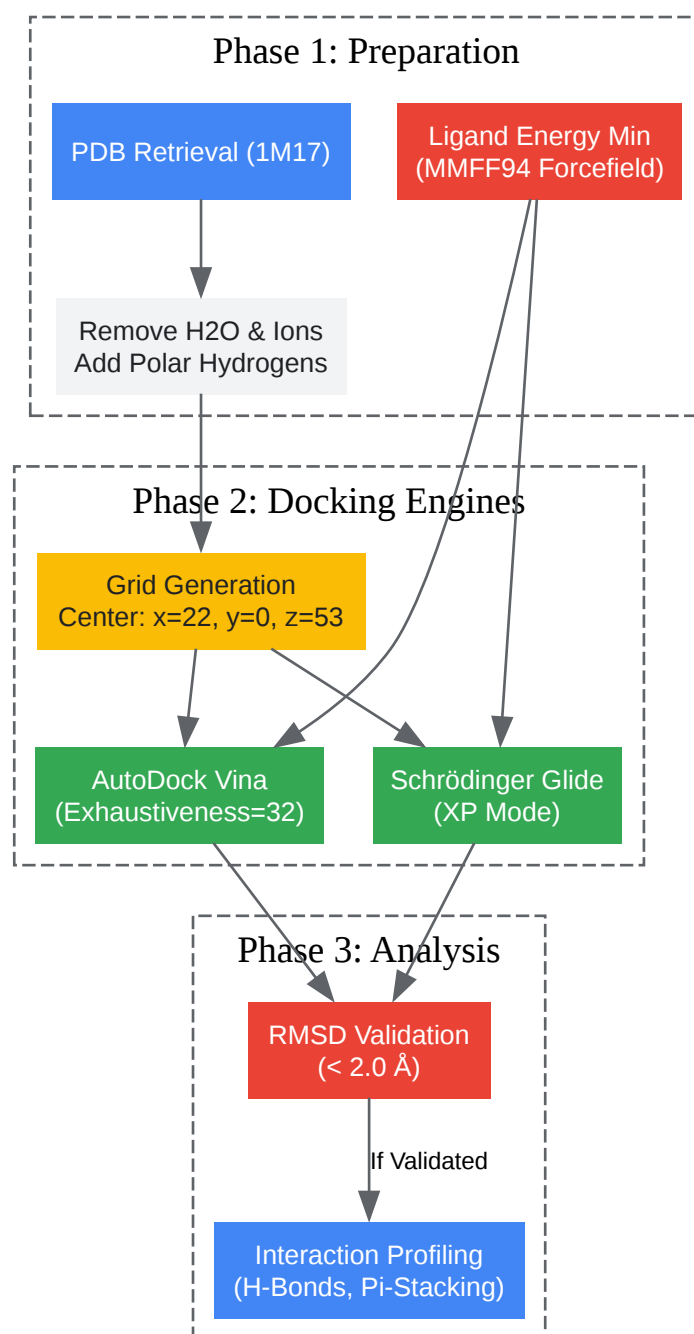 Phase 1: Preparation
PDB Retrieval (1M17)
Ligand Energy Min
(MMFF94 Forcefield)
Remove H2O & Ions
Add Polar Hydrogens
Phase 2: Docking Engines
Grid Generation
Center: x=22, y=0, z=53
AutoDock Vina
(Exhaustiveness=32)
Schrödinger Glide
(XP Mode)
Phase 3: Analysis
RMSD Validation
(< 2.0 Å)
If Validated
Interaction Profiling
(H-Bonds, Pi-Stacking)